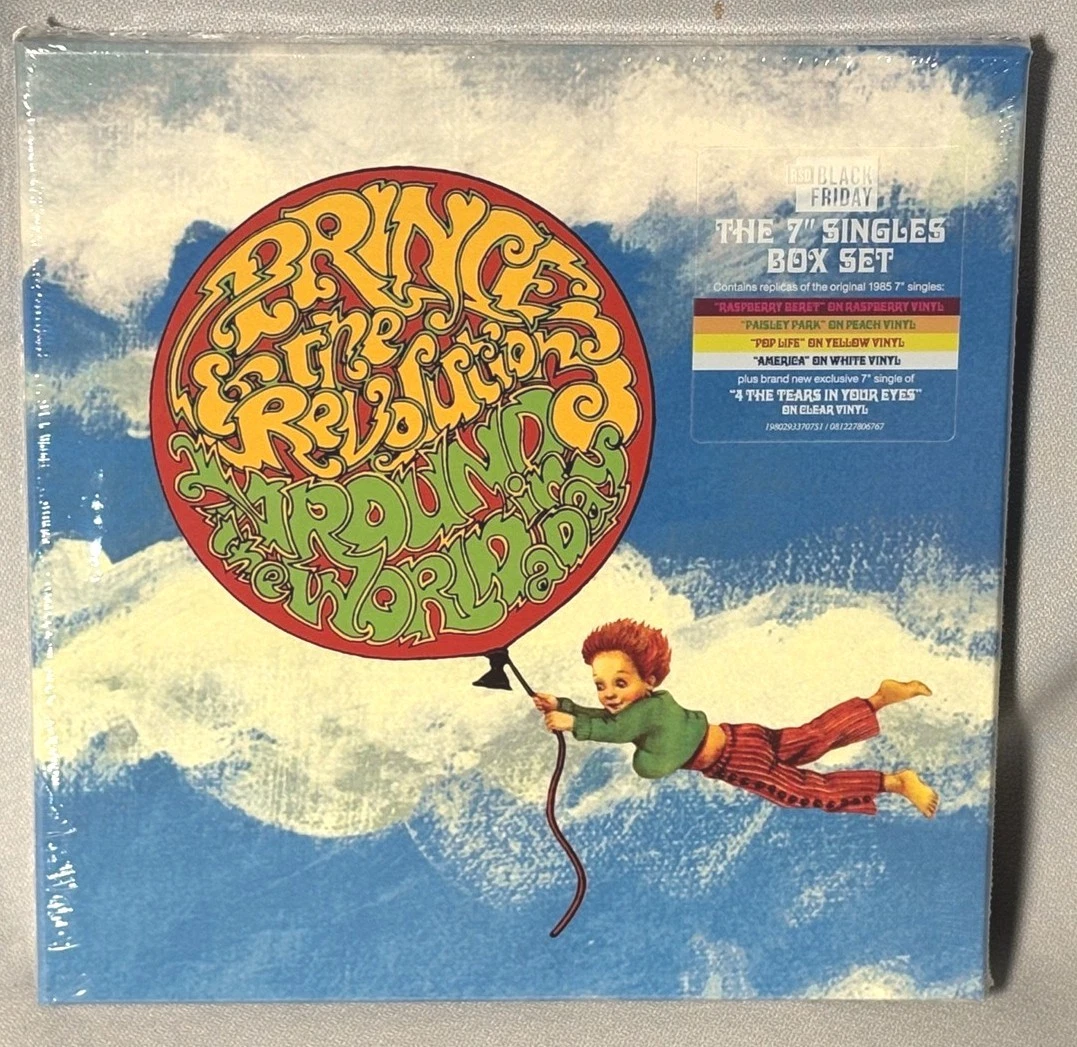 PRINCE
& the
Revolution
AROUND
the WORLD in a Day
RSD BLACK
FRIDAY
THE 7" SINGLES
BOX SET
Contains replicas of the original 1985 7" singles:
"RASPBERRY BERET" ON RASPBERRY VINYL
"PAISLEY PARK" ON PEACH VINYL
"POP LIFE" ON YELLOW VINYL
"AMERICA" ON WHITE VINYL
plus brand new exclusive 7" single of
"4 THE TEARS IN YOUR EYES"
ON CLEAR VINYL
1980293370751 / 081227806767